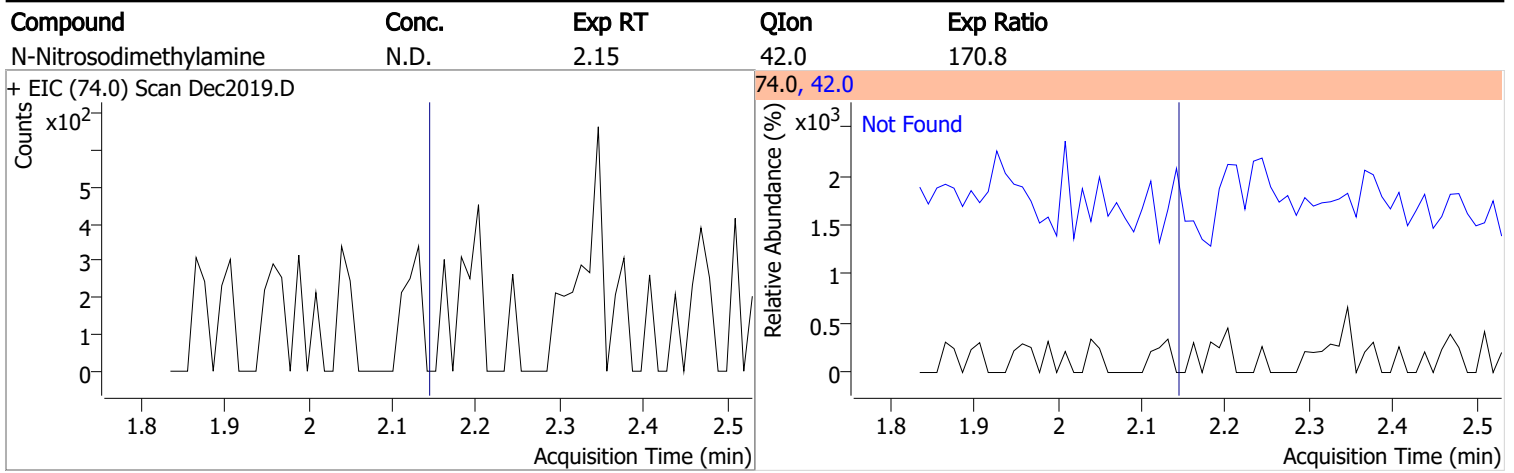 Compound Conc. Exp RT QIon Exp Ratio
N-Nitrosodimethylamine N.D. 2.15 42.0 170.8
+ EIC (74.0) Scan Dec2019.D
Counts
x10²
5
4
3
2
1
0
1.8 1.9 2 2.1 2.2 2.3 2.4 2.5
Acquisition Time (min)
74.0, 42.0
Relative Abundance (%)
x10³
Not Found
2
1.5
1
0.5
0
1.8 1.9 2 2.1 2.2 2.3 2.4 2.5
Acquisition Time (min)